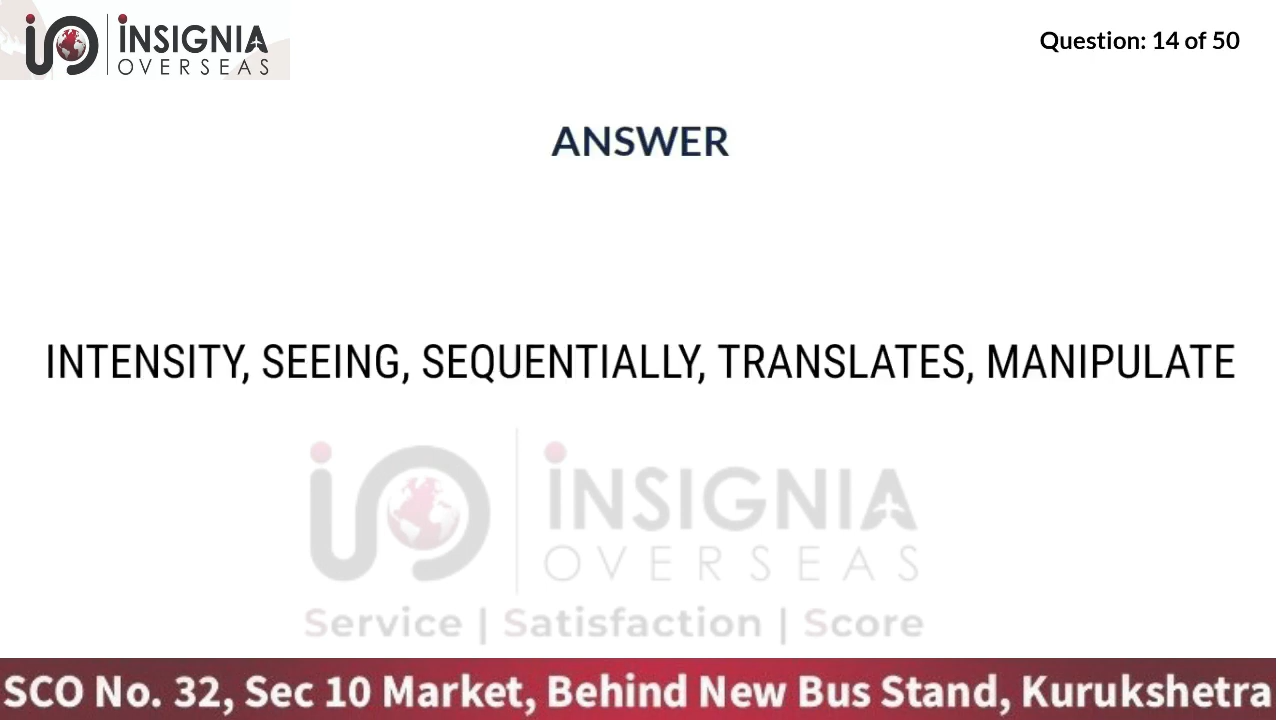 iNSIGNIA
OVERSEAS
Question: 14 of 50
ANSWER
INTENSITY, SEEING, SEQUENTIALLY, TRANSLATES, MANIPULATE
iNSIGNIA
OVERSEAS
Service | Satisfaction | Score
SCO No. 32, Sec 10 Market, Behind New Bus Stand, Kurukshetra